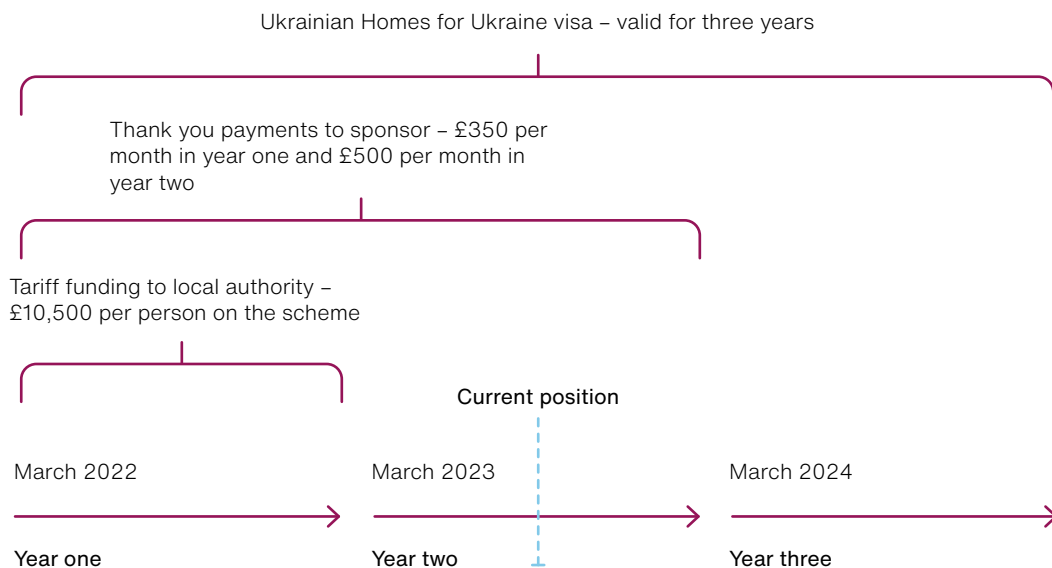 Ukrainian Homes for Ukraine visa – valid for three years
Thank you payments to sponsor – £350 per
month in year one and £500 per month in
year two
Tariff funding to local authority –
£10,500 per person on the scheme
Current position
March 2022
March 2023
March 2024
Year one
Year two
Year three